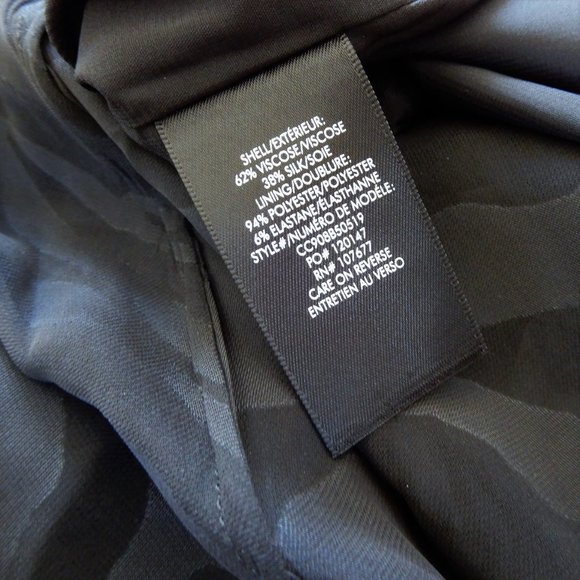 SHELL/EXTÉRIEUR:
62% VISCOSE/VISCOSE
38% SILK/SOIE
LINING/DOUBLURE:
94% POLYESTER/POLYESTER
6% ELASTANE/ÉLASTHANNE
STYLE#/NUMÉRO DE MODÈLE:
CC908B50519
PO# 120147
RN# 107677
CARE ON REVERSE
ENTRETIEN AU VERSO